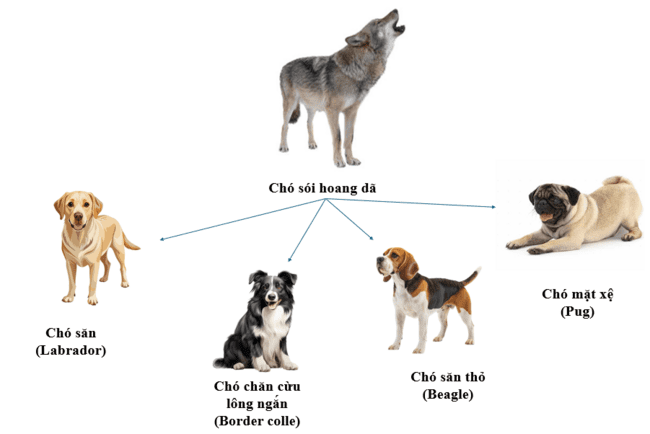 Chó sói hoang dã
Chó săn
(Labrador)
Chó chăn cừu
lông ngắn
(Border colle)
Chó săn thỏ
(Beagle)
Chó mặt xệ
(Pug)